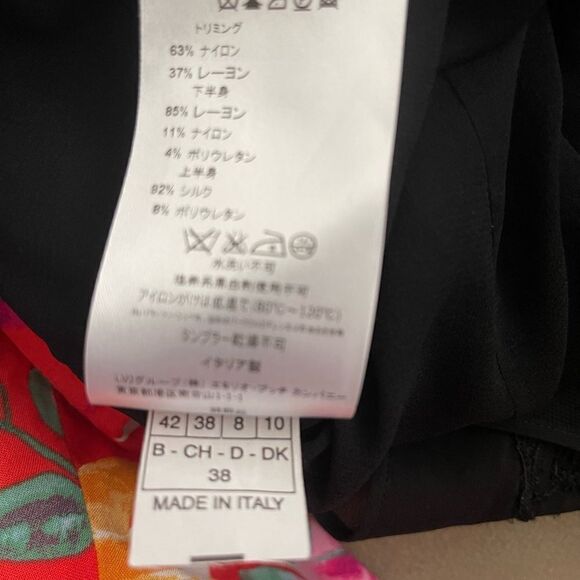 トリミング
63% ナイロン
37% レーヨン
下半身
85% レーヨン
11% ナイロン
4% ポリウレタン
上半身
92% シルク
8% ポリウレタン
水洗い不可
塩素系漂白剤使用不可
アイロンがけは低温で(80℃~120℃)
タンブラー乾燥不可
イタリア製
42 38 8 10
B - CH - D - DK
38
MADE IN ITALY